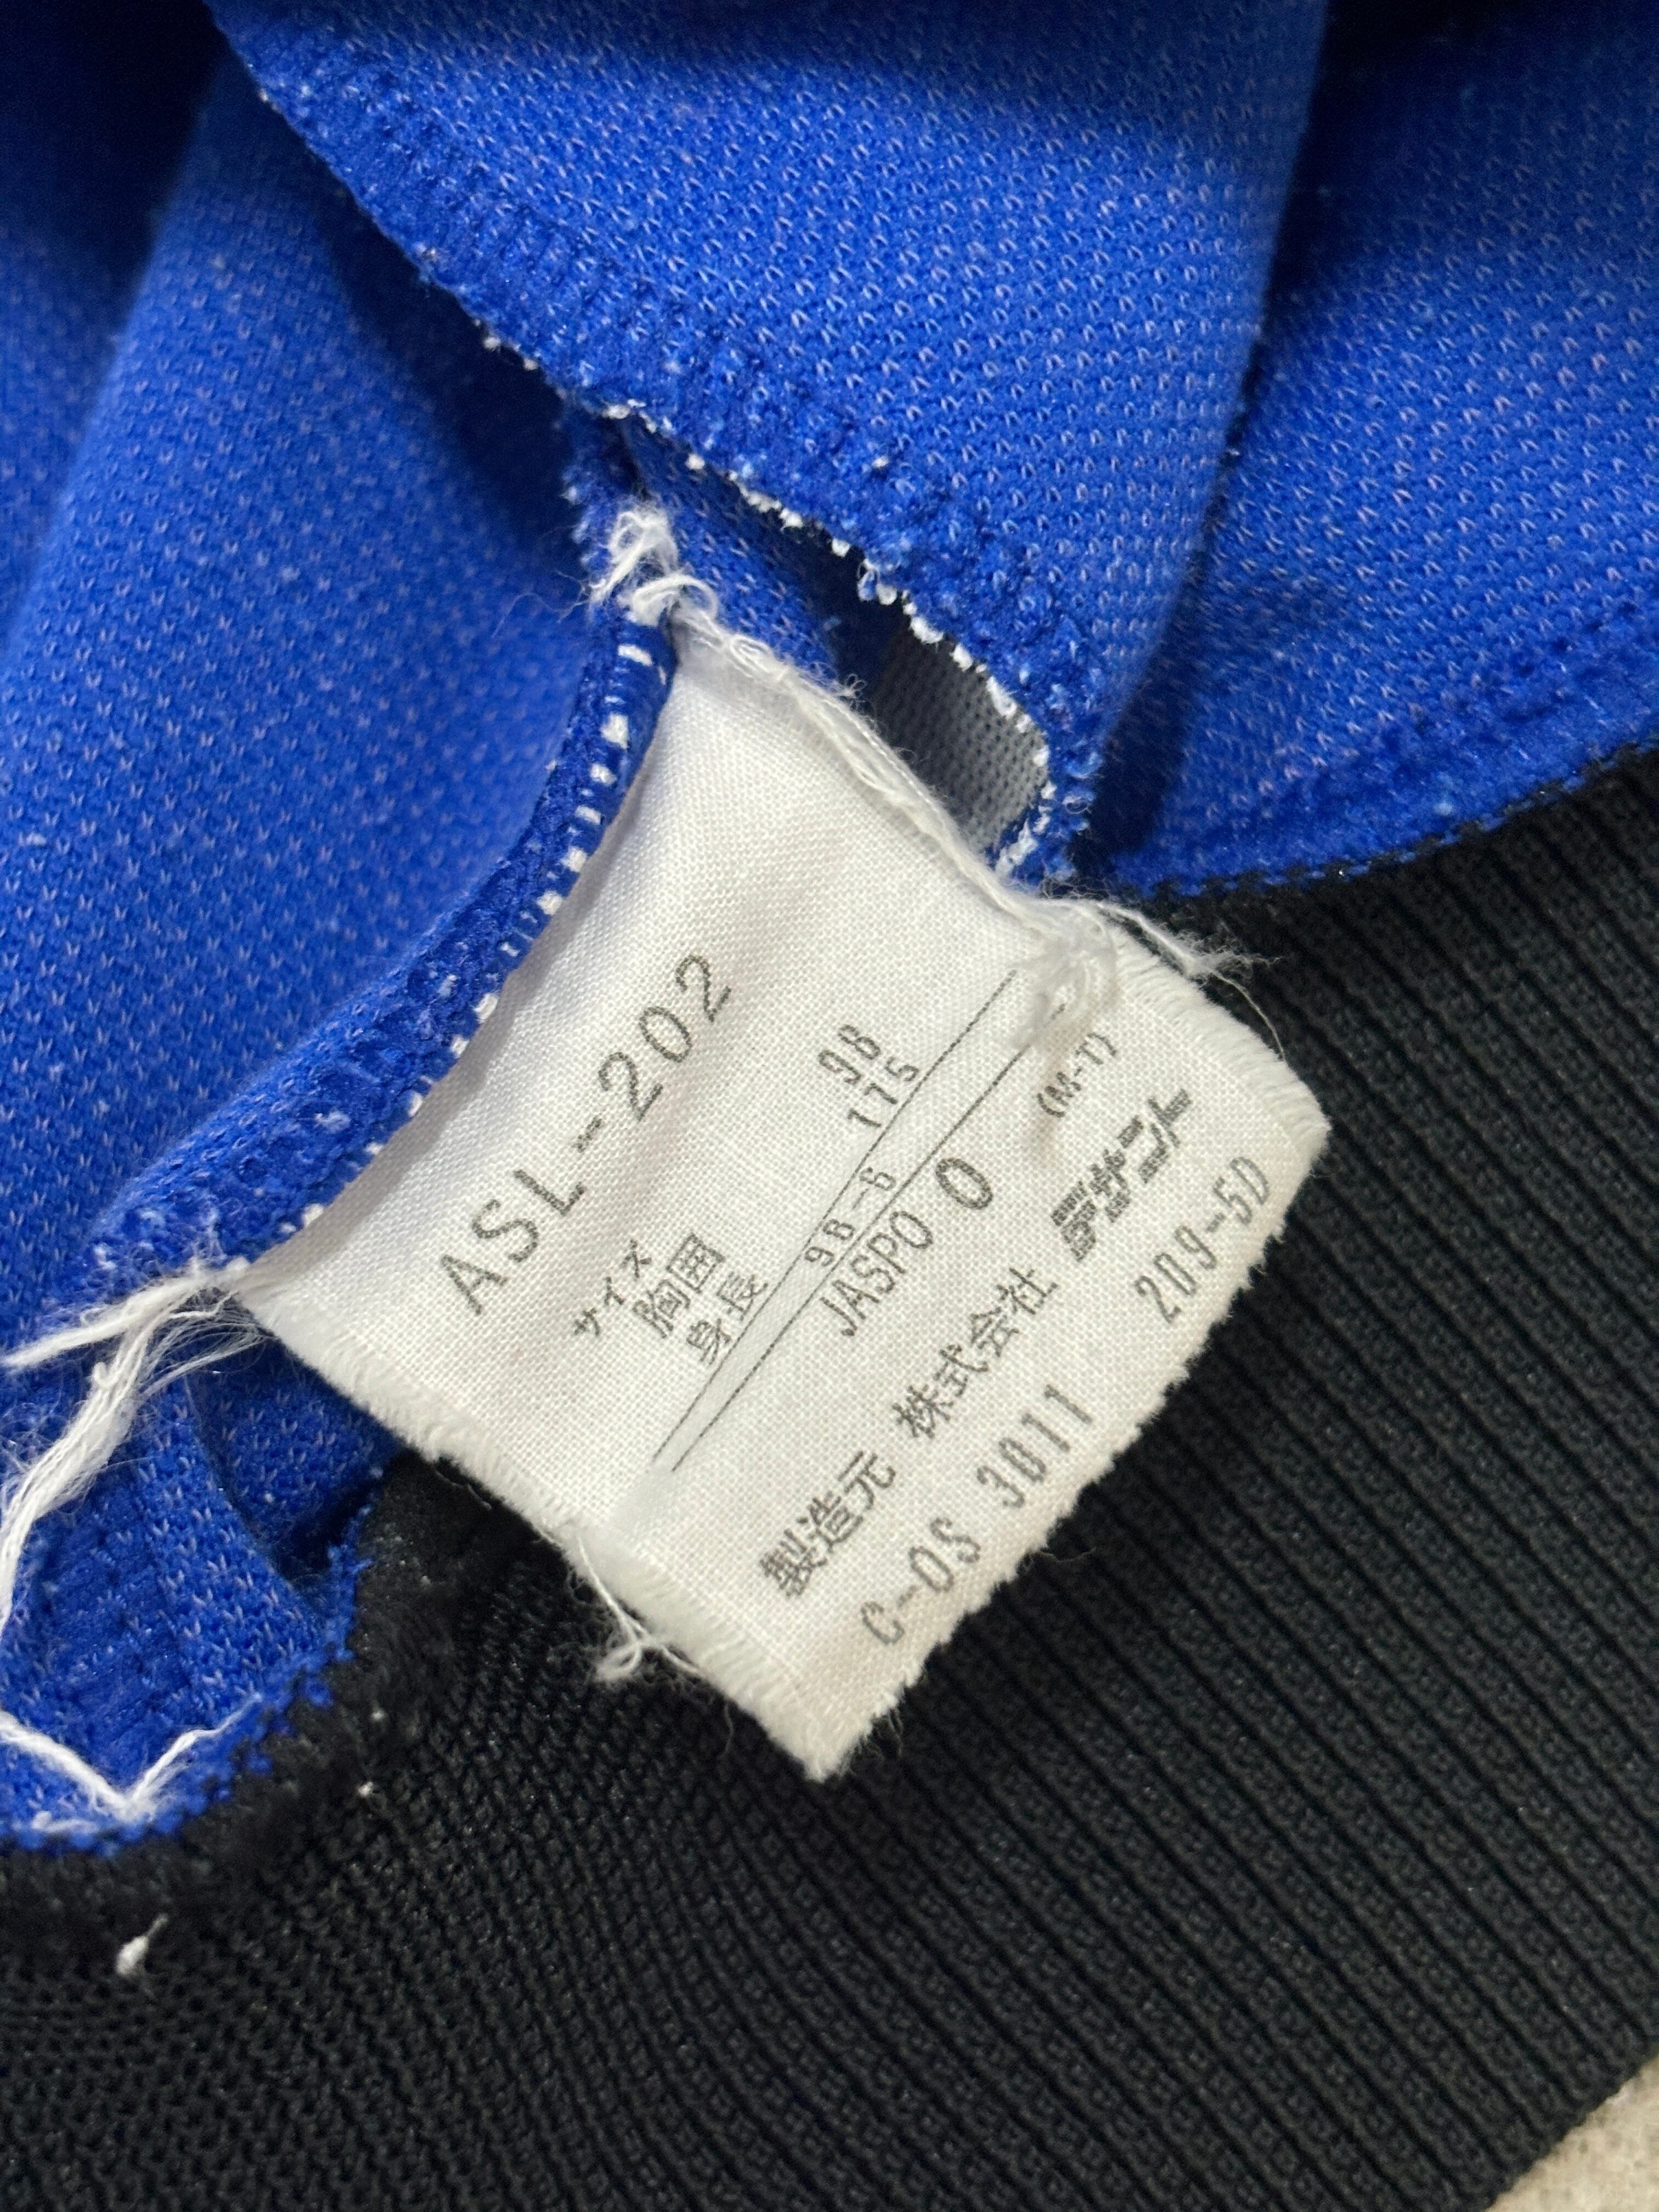 ASL-202
サイズ
胸囲 98
身長 175
98-6
JASPO O (M-T)
製造元 株式会社 デサント
C-OS 3011 209-5D